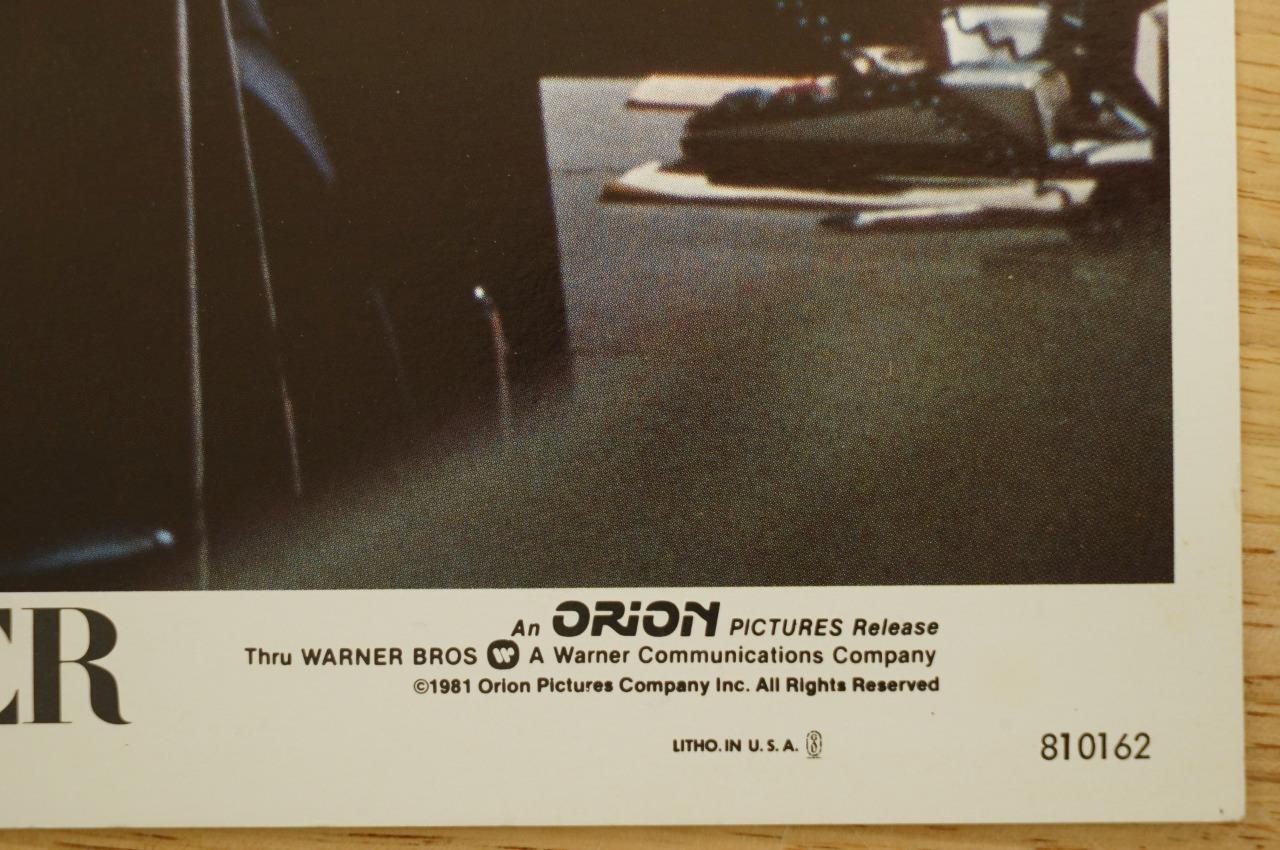 ER
An ORION PICTURES Release
Thru WARNER BROS W A Warner Communications Company
©1981 Orion Pictures Company Inc. All Rights Reserved
LITHO. IN U. S. A.
810162